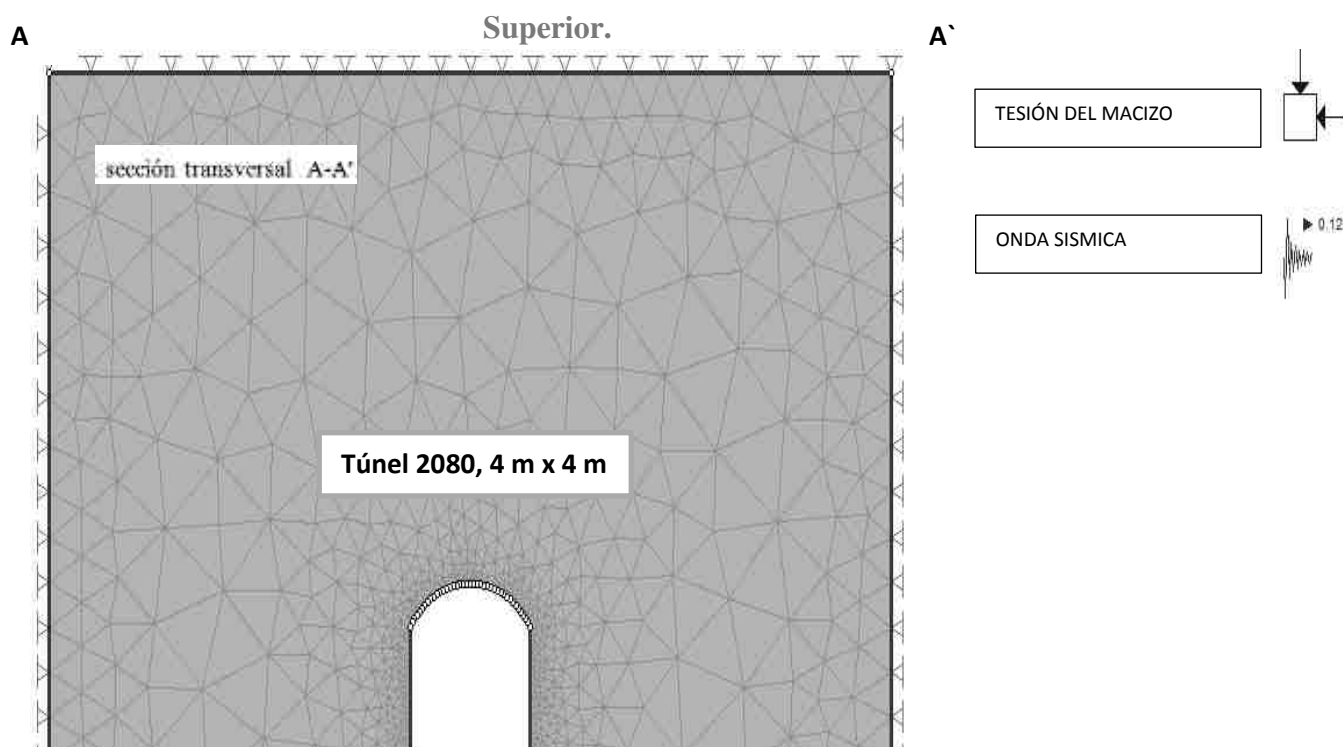 Superior.
A
A`
TESIÓN DEL MACIZO
sección transversal A-A'
ONDA SISMICA
0.12
Túnel 2080, 4 m x 4 m